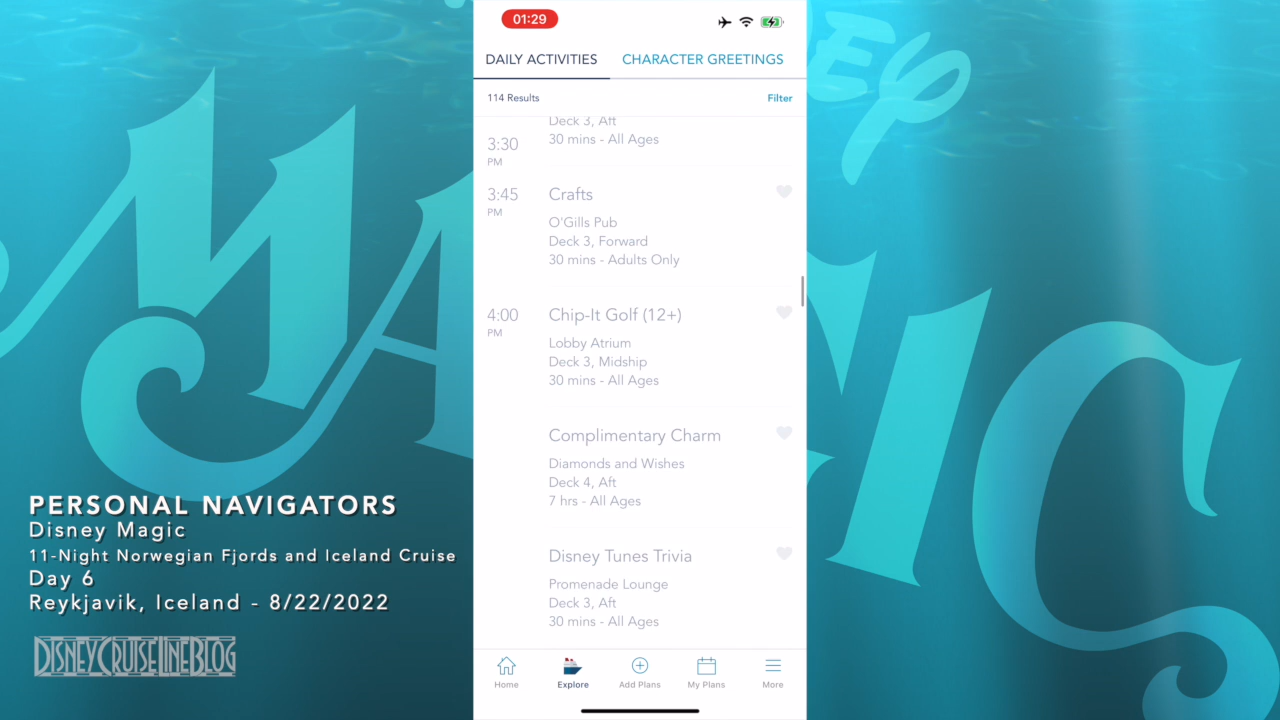 01:29
DAILY ACTIVITIES
CHARACTER GREETINGS
114 Results
Filter
Deck 3, Aft
3:30
PM
30 mins - All Ages
3:45
PM
Crafts
O'Gills Pub
Deck 3, Forward
30 mins - Adults Only
4:00
PM
Chip-It Golf (12+)
Lobby Atrium
Deck 3, Midship
30 mins - All Ages
Complimentary Charm
Diamonds and Wishes
Deck 4, Aft
7 hrs - All Ages
Disney Tunes Trivia
Promenade Lounge
Deck 3, Aft
30 mins - All Ages
Home
Explore
Add Plans
My Plans
More
PERSONAL NAVIGATORS
Disney Magic
11-Night Norwegian Fjords and Iceland Cruise
Day 6
Reykjavik, Iceland - 8/22/2022
DISNEYCRUISELINEBLOG